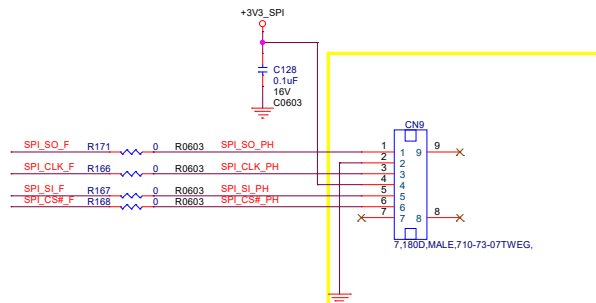 +3V3_SPI
C128
0.1uF
16V
C0603
CN9
SPI_SO_F R171 0 R0603 SPI_SO_PH 1 1 9 9
2 2
SPI_CLK_F R166 0 R0603 SPI_CLK_PH 3 3
4 4
SPI_SI_F R167 0 R0603 SPI_SI_PH 5 5
SPI_CS#_F R168 0 R0603 SPI_CS#_PH 6 6
7 7 8 8
7,180D,MALE,710-73-07TWEG,